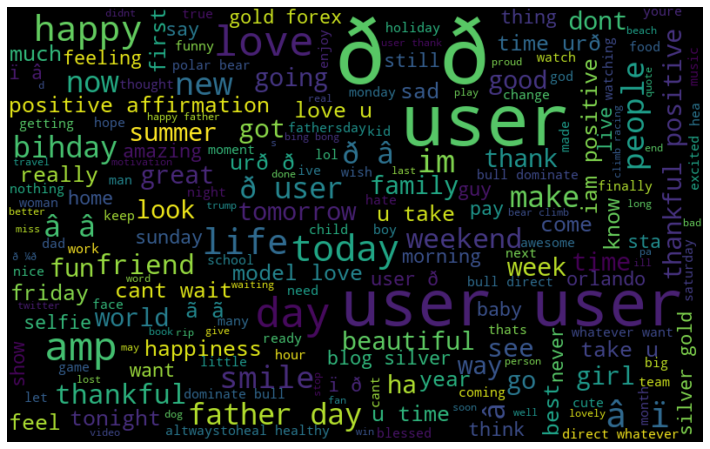 didnt
true
gold forex
holiday
thing
dont
youre
happy
feeling
first
say
funny
love
ð ð
still
time urð
beach
food
much
i â
polar bear
thought
enjoy
user thank
proud
watch
god
now
new
going
good
play
change
watching
music
quote
positive affirmation
happy father
real
monday
sad
user
live
people
getting
hope
love u
made
end
climb racing
bihday
summer
got
fathersday
kid
s
bing bong
im
iam positive
thankful positive
excited hea
travel
motivation
amazing
moment
urð ð
lol
ð â
thank
bull dominate
finally
really
man
great
done
ive
wish
last
family
guy
make
know
pa
long
nothing
woman
home
night
trump
ð user
hate
bear climb
come
bad
better
keep
look
tomorrow
u take
pay
miss
â â
life
child
boy
weekend
next
awesome
sta
ill
dad
work
sunday
today
morning
week
time
saturday
ð ¼ð
nice
fun
friend
school
model love
user ð
bull direct
orlando
word
waiting
need
friday
cant wait
day
user user
baby
thats
whatever want
twitter
face
world
ã ã
many
selfie
book
rip
give
ready
beautiful
see
take u
show
amp
may
happiness
hour
blog silver
way
person
big
game
want
little
stop
ï ð
cant
ha
year
go
best
never
girl
team
silver gold
let
lost
thankful
smile
coming
cute
month
dominate bull
fan
u time
â
soon
well
lovely
â ï
feel
tonight
dog
father day
think
win
video
altwaystoheal healthy
blessed
direct whatever